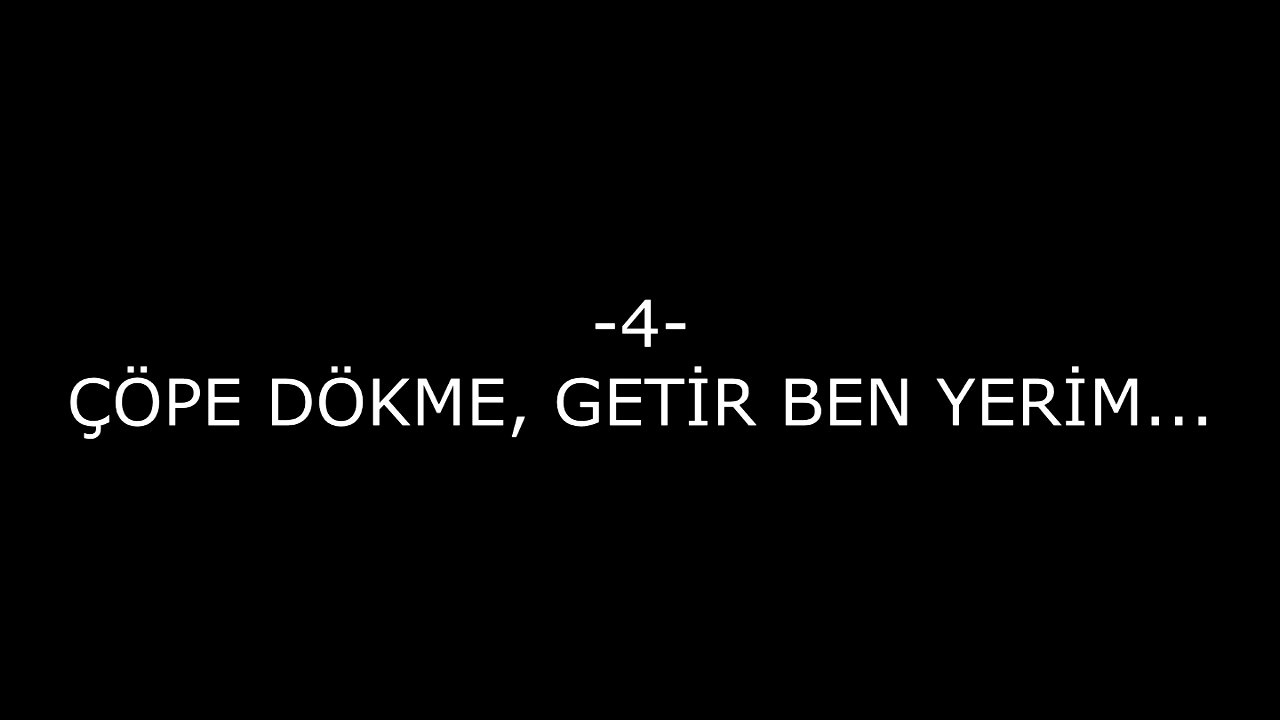 -4-
ÇÖPE DÖKME, GETİR BEN YERİM...